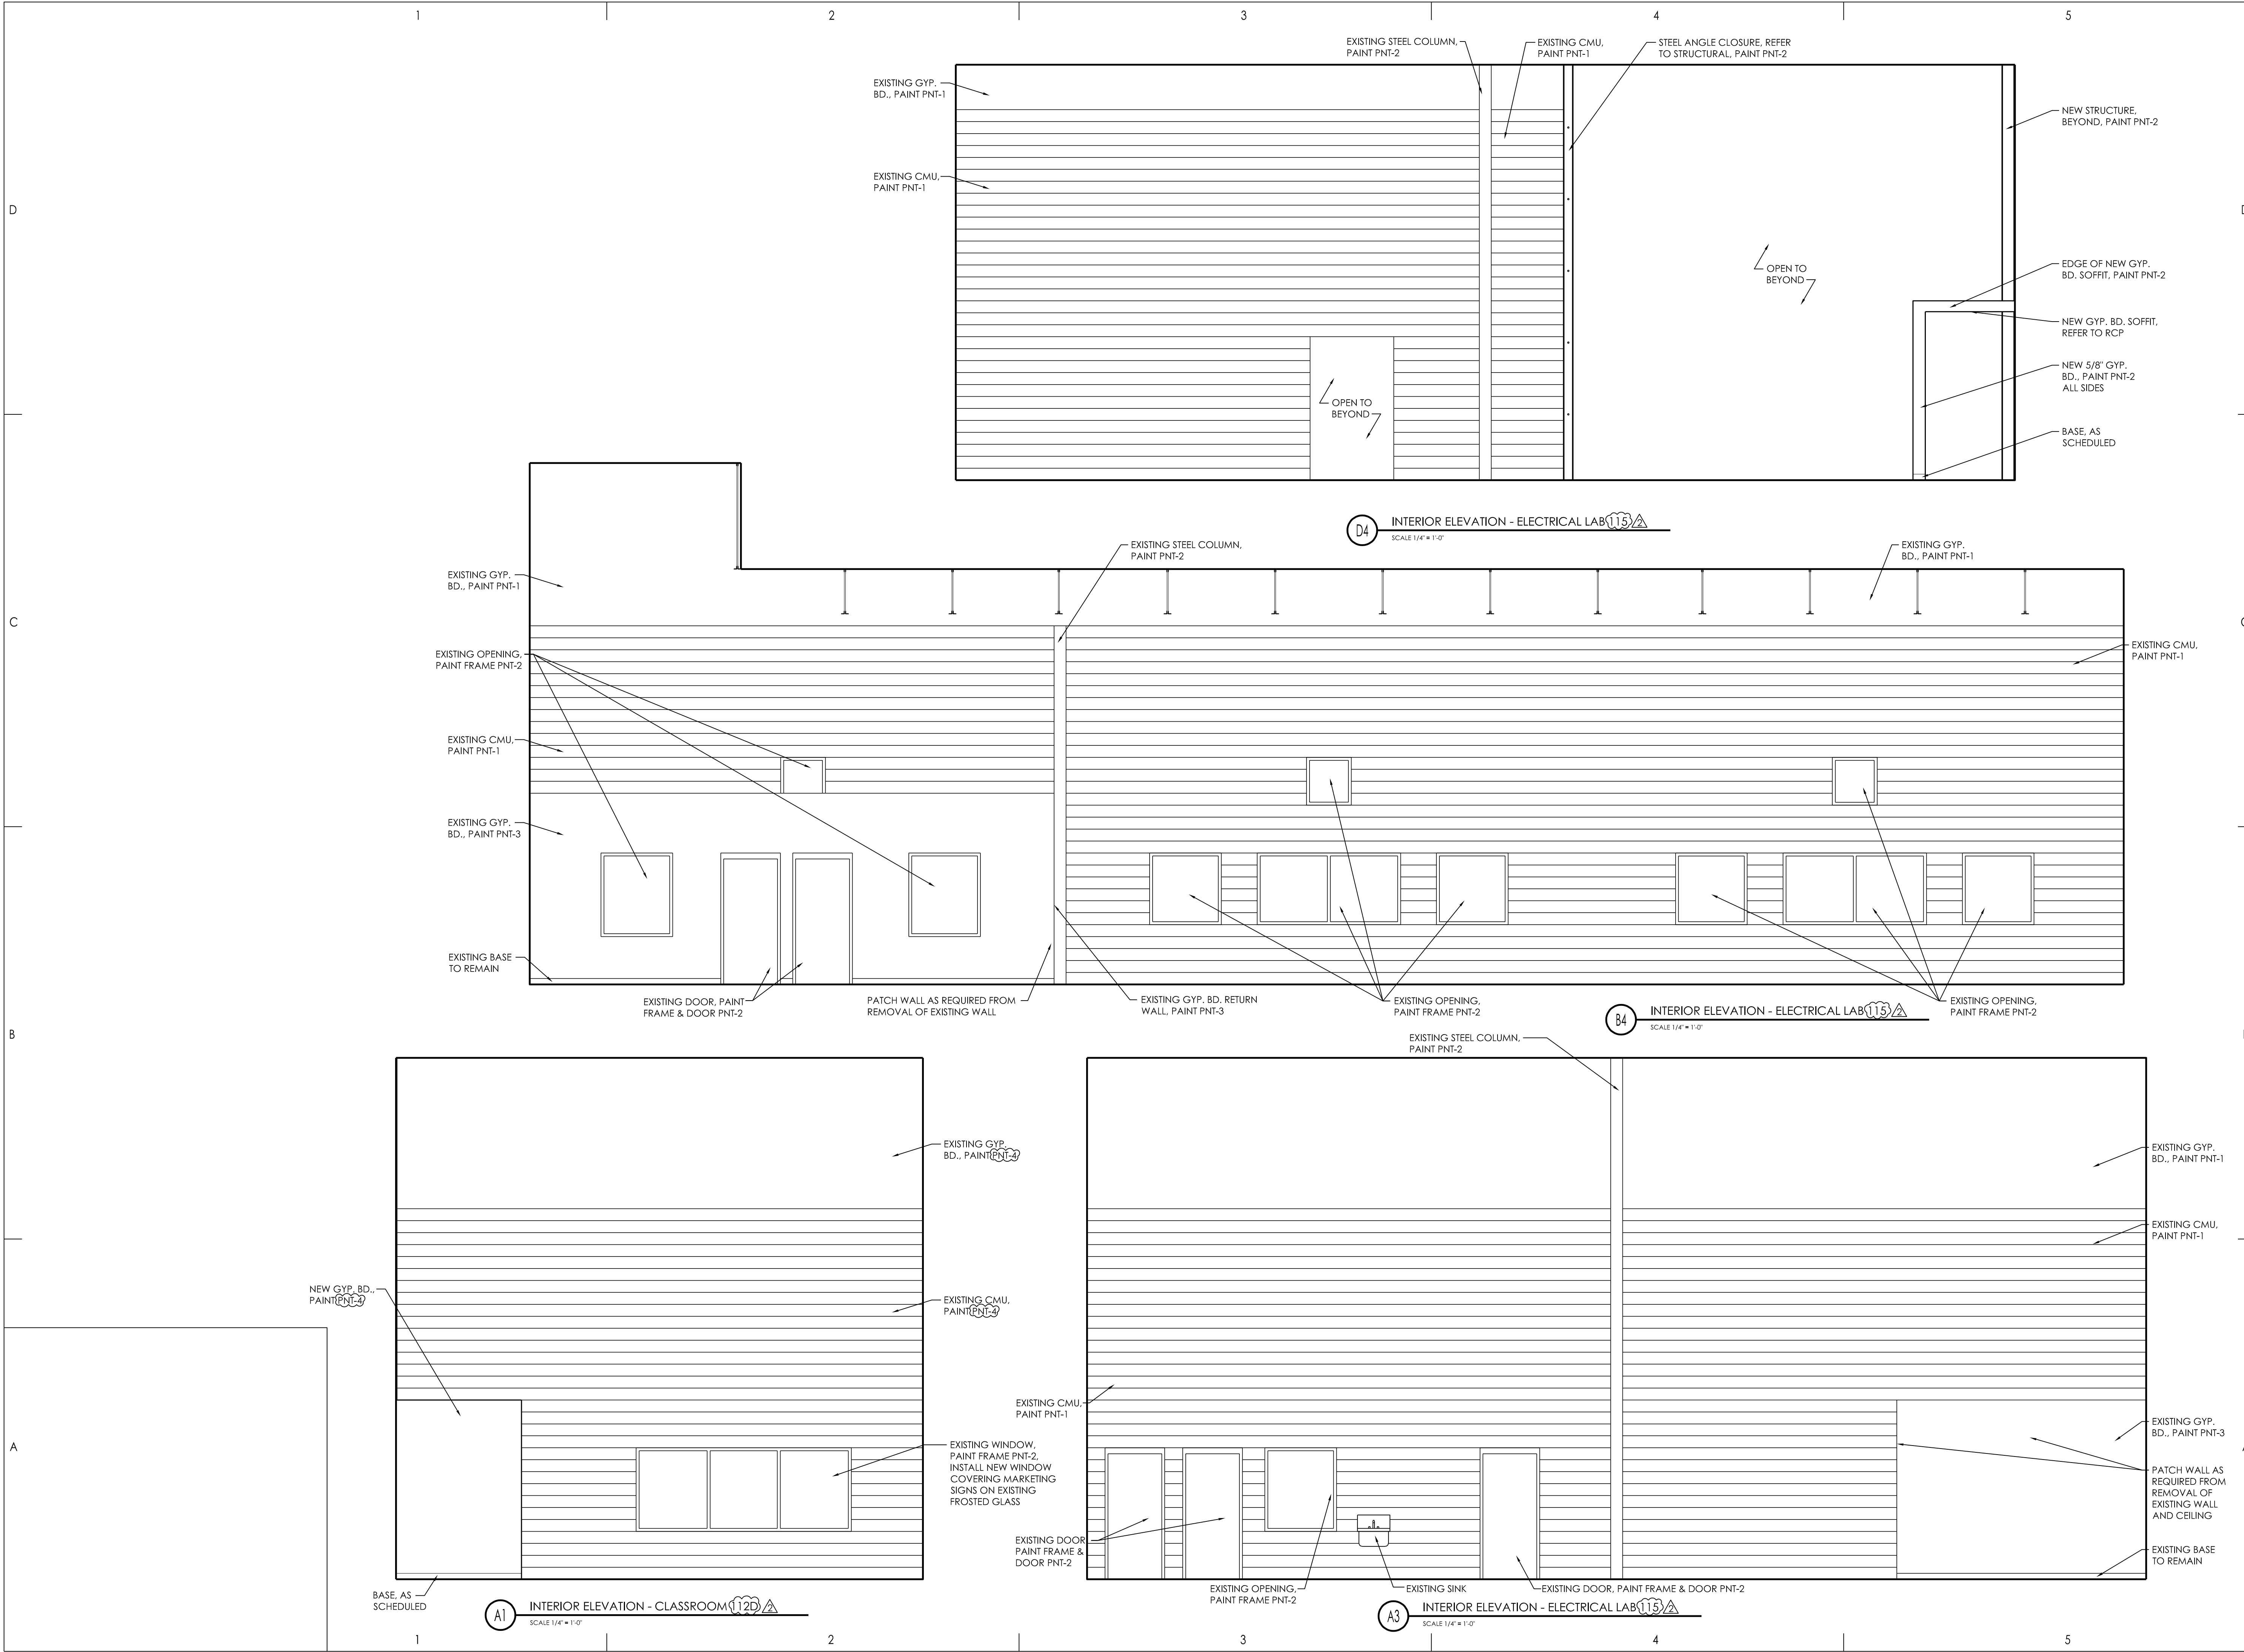 1
2
3
4
5
EXISTING STEEL COLUMN,
PAINT PNT-2
EXISTING CMU,
PAINT PNT-1
STEEL ANGLE CLOSURE, REFER
TO STRUCTURAL, PAINT PNT-2
EXISTING GYP.
BD., PAINT PNT-1
NEW STRUCTURE,
BEYOND, PAINT PNT-2
EXISTING CMU,
PAINT PNT-1
D
OPEN TO
BEYOND
EDGE OF NEW GYP.
BD. SOFFIT, PAINT PNT-2
NEW GYP. BD. SOFFIT,
REFER TO RCP
NEW 5/8" GYP.
BD., PAINT PNT-2
ALL SIDES
OPEN TO
BEYOND
BASE, AS
SCHEDULED
D4
INTERIOR ELEVATION - ELECTRICAL LAB 115 2
SCALE 1/4" = 1'-0"
EXISTING STEEL COLUMN,
PAINT PNT-2
EXISTING GYP.
BD., PAINT PNT-1
EXISTING GYP.
BD., PAINT PNT-1
C
EXISTING OPENING,
PAINT FRAME PNT-2
EXISTING CMU,
PAINT PNT-1
EXISTING CMU,
PAINT PNT-1
EXISTING GYP.
BD., PAINT PNT-3
EXISTING BASE
TO REMAIN
EXISTING DOOR, PAINT
FRAME & DOOR PNT-2
PATCH WALL AS REQUIRED FROM
REMOVAL OF EXISTING WALL
EXISTING GYP. BD. RETURN
WALL, PAINT PNT-3
EXISTING OPENING,
PAINT FRAME PNT-2
EXISTING OPENING,
PAINT FRAME PNT-2
B4
INTERIOR ELEVATION - ELECTRICAL LAB 115 2
SCALE 1/4" = 1'-0"
B
EXISTING STEEL COLUMN,
PAINT PNT-2
EXISTING GYP.
BD., PAINT PNT-4
EXISTING GYP.
BD., PAINT PNT-1
EXISTING CMU,
PAINT PNT-1
NEW GYP. BD.,
PAINT PNT-4
EXISTING CMU,
PAINT PNT-4
EXISTING CMU,
PAINT PNT-1
EXISTING GYP.
BD., PAINT PNT-3
A
EXISTING WINDOW,
PAINT FRAME PNT-2,
INSTALL NEW WINDOW
COVERING MARKETING
SIGNS ON EXISTING
FROSTED GLASS
PATCH WALL AS
REQUIRED FROM
REMOVAL OF
EXISTING WALL
AND CEILING
EXISTING DOOR
PAINT FRAME &
DOOR PNT-2
EXISTING BASE
TO REMAIN
BASE, AS
SCHEDULED
EXISTING OPENING,
PAINT FRAME PNT-2
EXISTING SINK
EXISTING DOOR, PAINT FRAME & DOOR PNT-2
A1
INTERIOR ELEVATION - CLASSROOM 112D 2
SCALE 1/4" = 1'-0"
A3
INTERIOR ELEVATION - ELECTRICAL LAB 115 2
SCALE 1/4" = 1'-0"
1
2
3
4
5